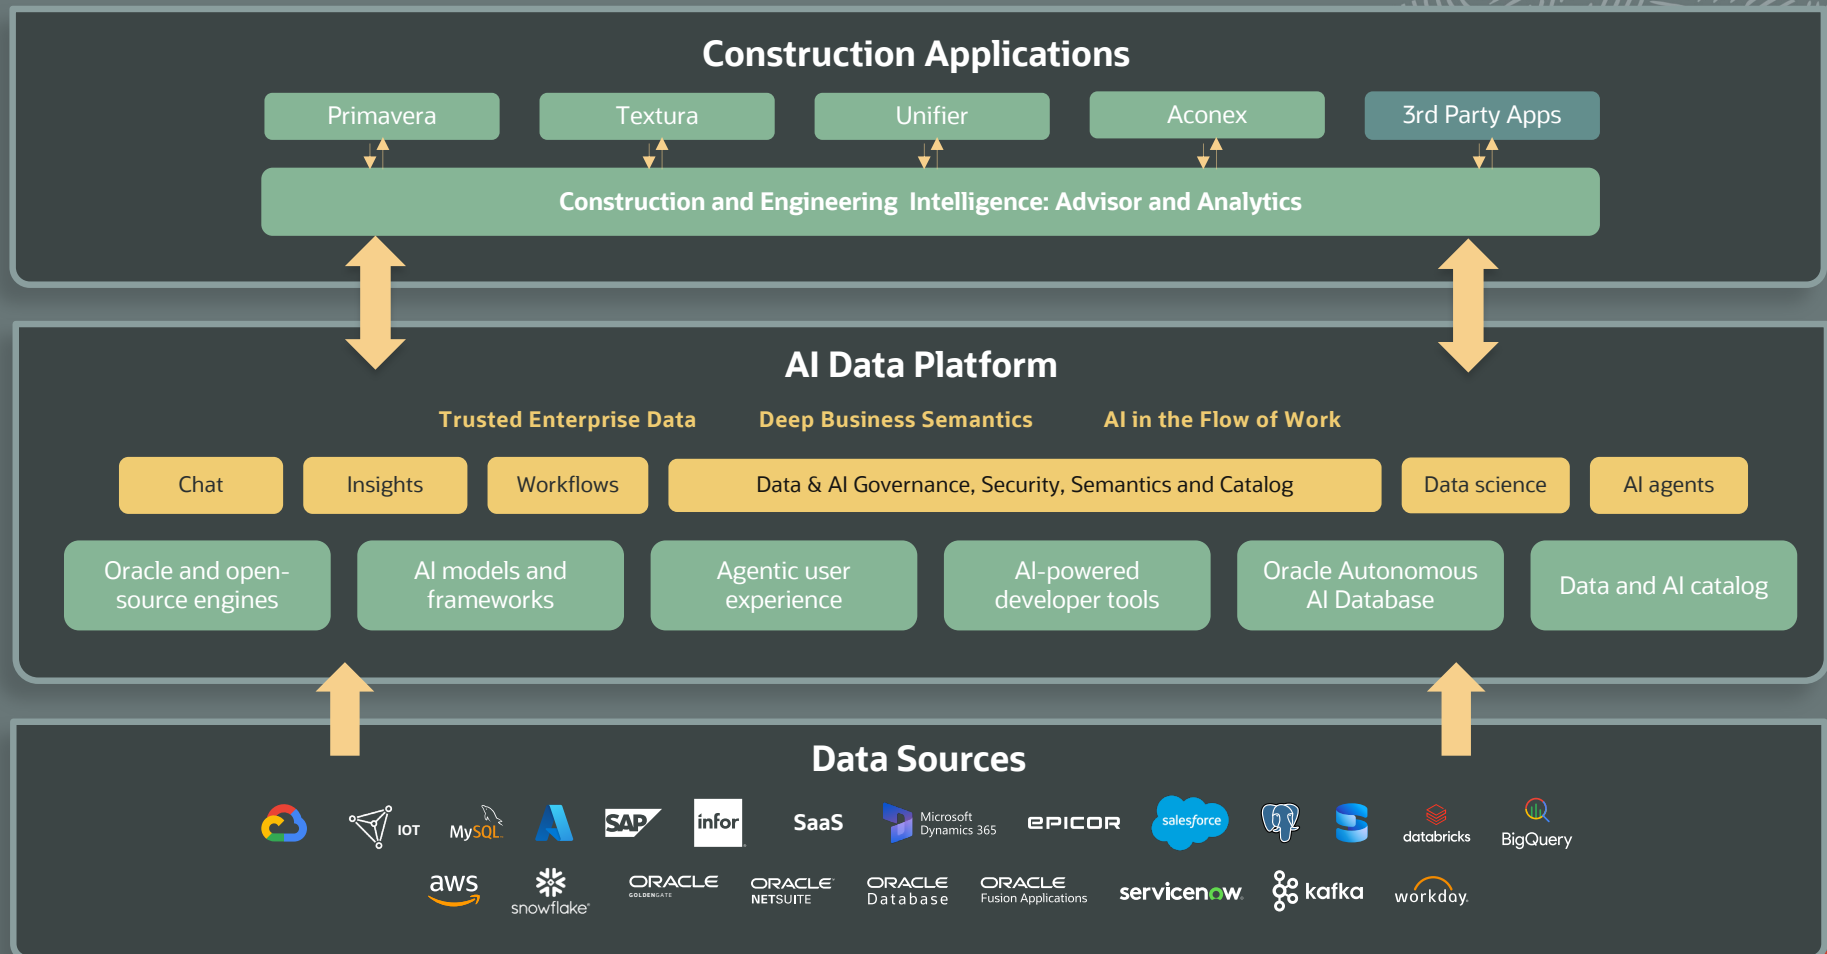 Construction Applications
Primavera
Textura
Unifier
Aconex
3rd Party Apps
Construction and Engineering Intelligence: Advisor and Analytics
AI Data Platform
Trusted Enterprise Data
Deep Business Semantics
AI in the Flow of Work
Chat
Insights
Workflows
Data & AI Governance, Security, Semantics and Catalog
Data science
AI agents
Oracle and open-
source engines
AI models and
frameworks
Agentic user
experience
AI-powered
developer tools
Oracle Autonomous
AI Database
Data and AI catalog
Data Sources
IOT
MySQL
SAP
infor
SaaS
Microsoft
Dynamics 365
EPICOR
salesforce
databricks
BigQuery
aws
snowflake
ORACLE
GOLDENGATE
ORACLE
NETSUITE
ORACLE
Database
ORACLE
Fusion Applications
servicenow
kafka
workday